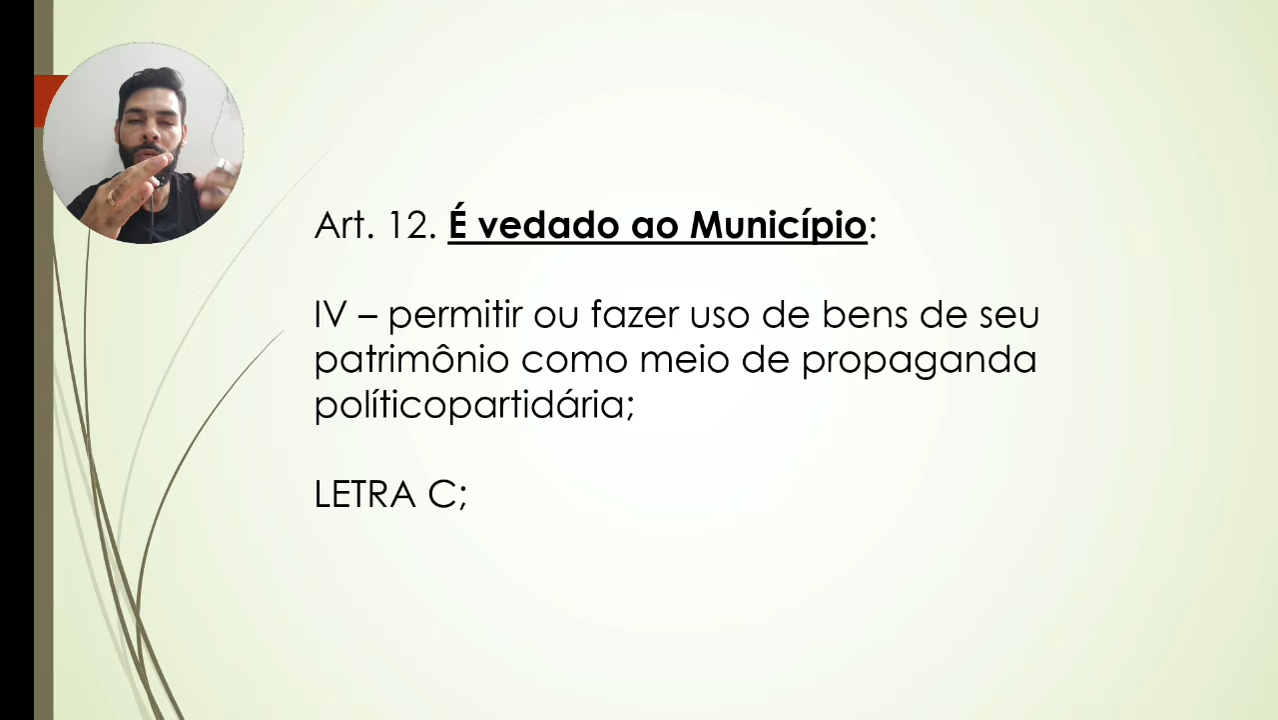 Art. 12. É vedado ao Município:
IV – permitir ou fazer uso de bens de seu
patrimônio como meio de propaganda
políticopartidária;
LETRA C;